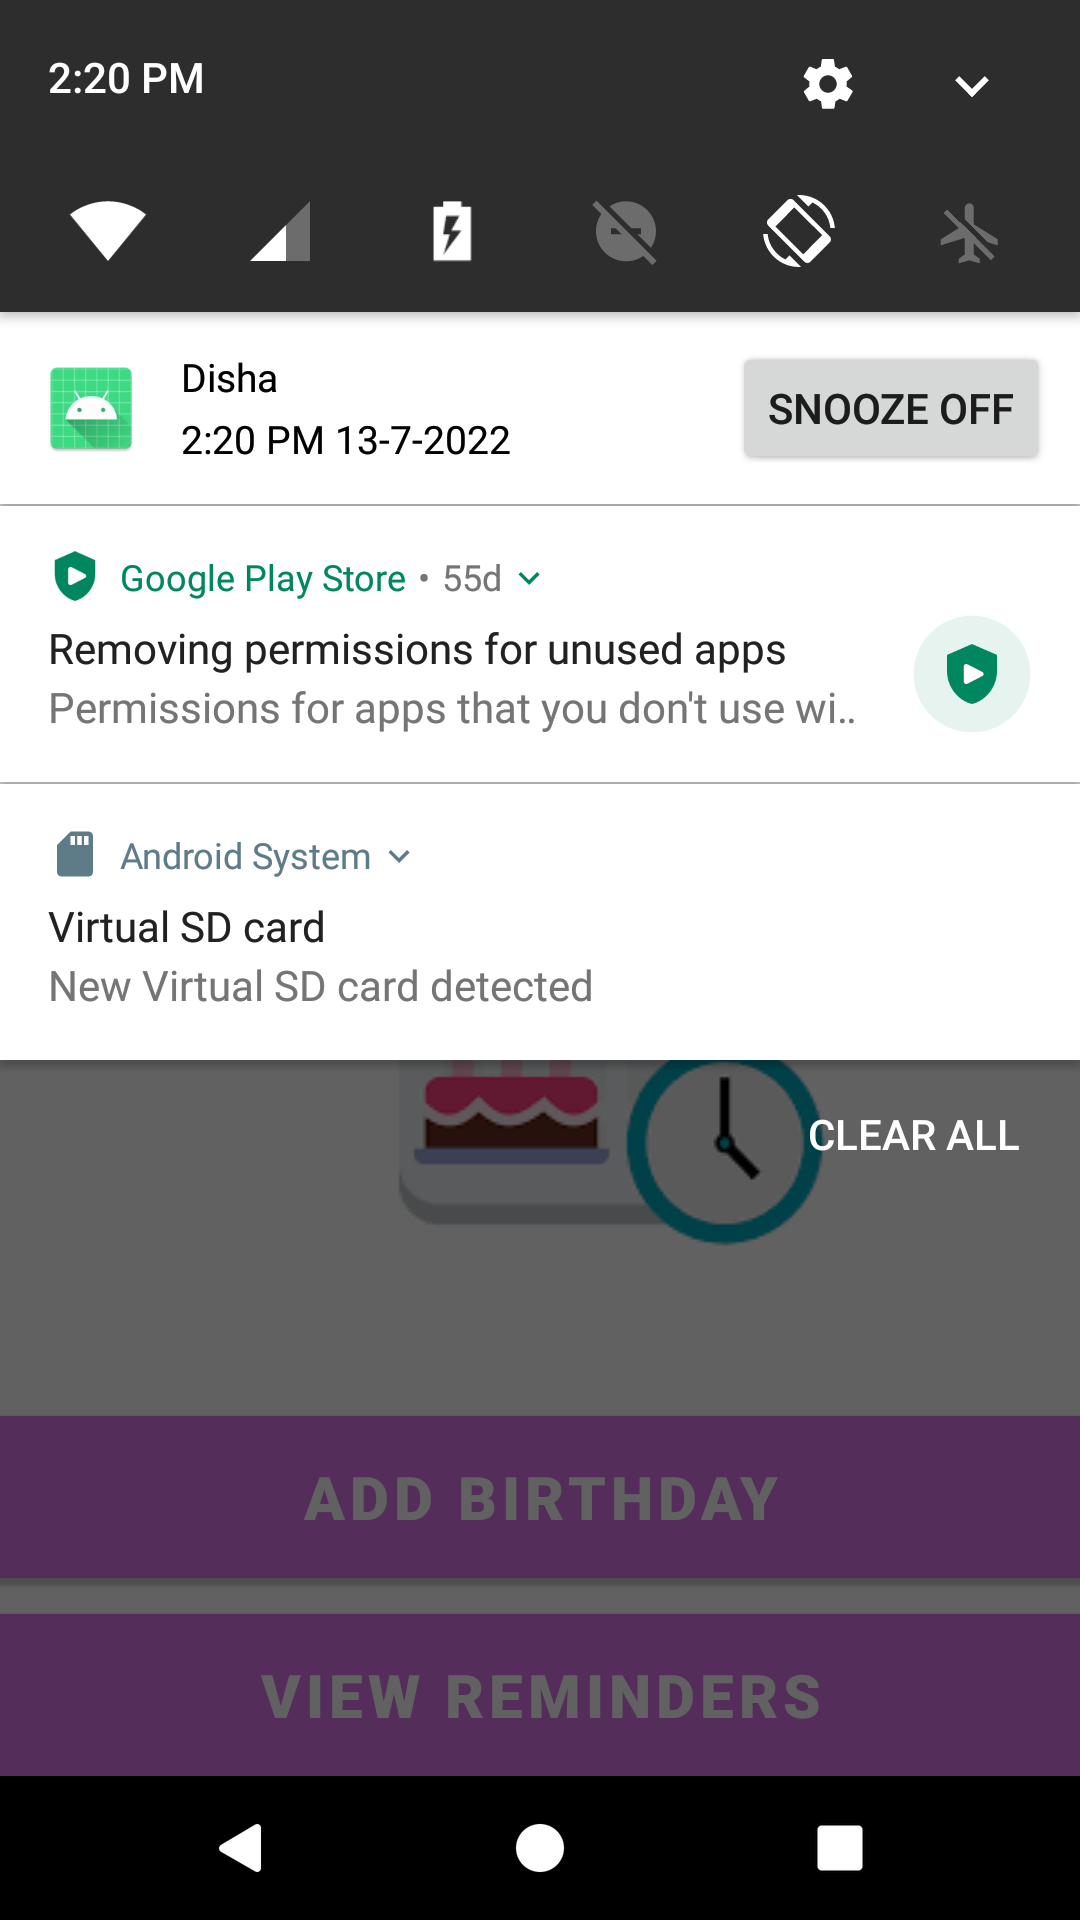 2:20 PM
Disha
2:20 PM 13-7-2022
SNOOZE OFF
Google Play Store • 55d
Removing permissions for unused apps
Permissions for apps that you don't use wi..
Android System
Virtual SD card
New Virtual SD card detected
CLEAR ALL
ADD BIRTHDAY
VIEW REMINDERS